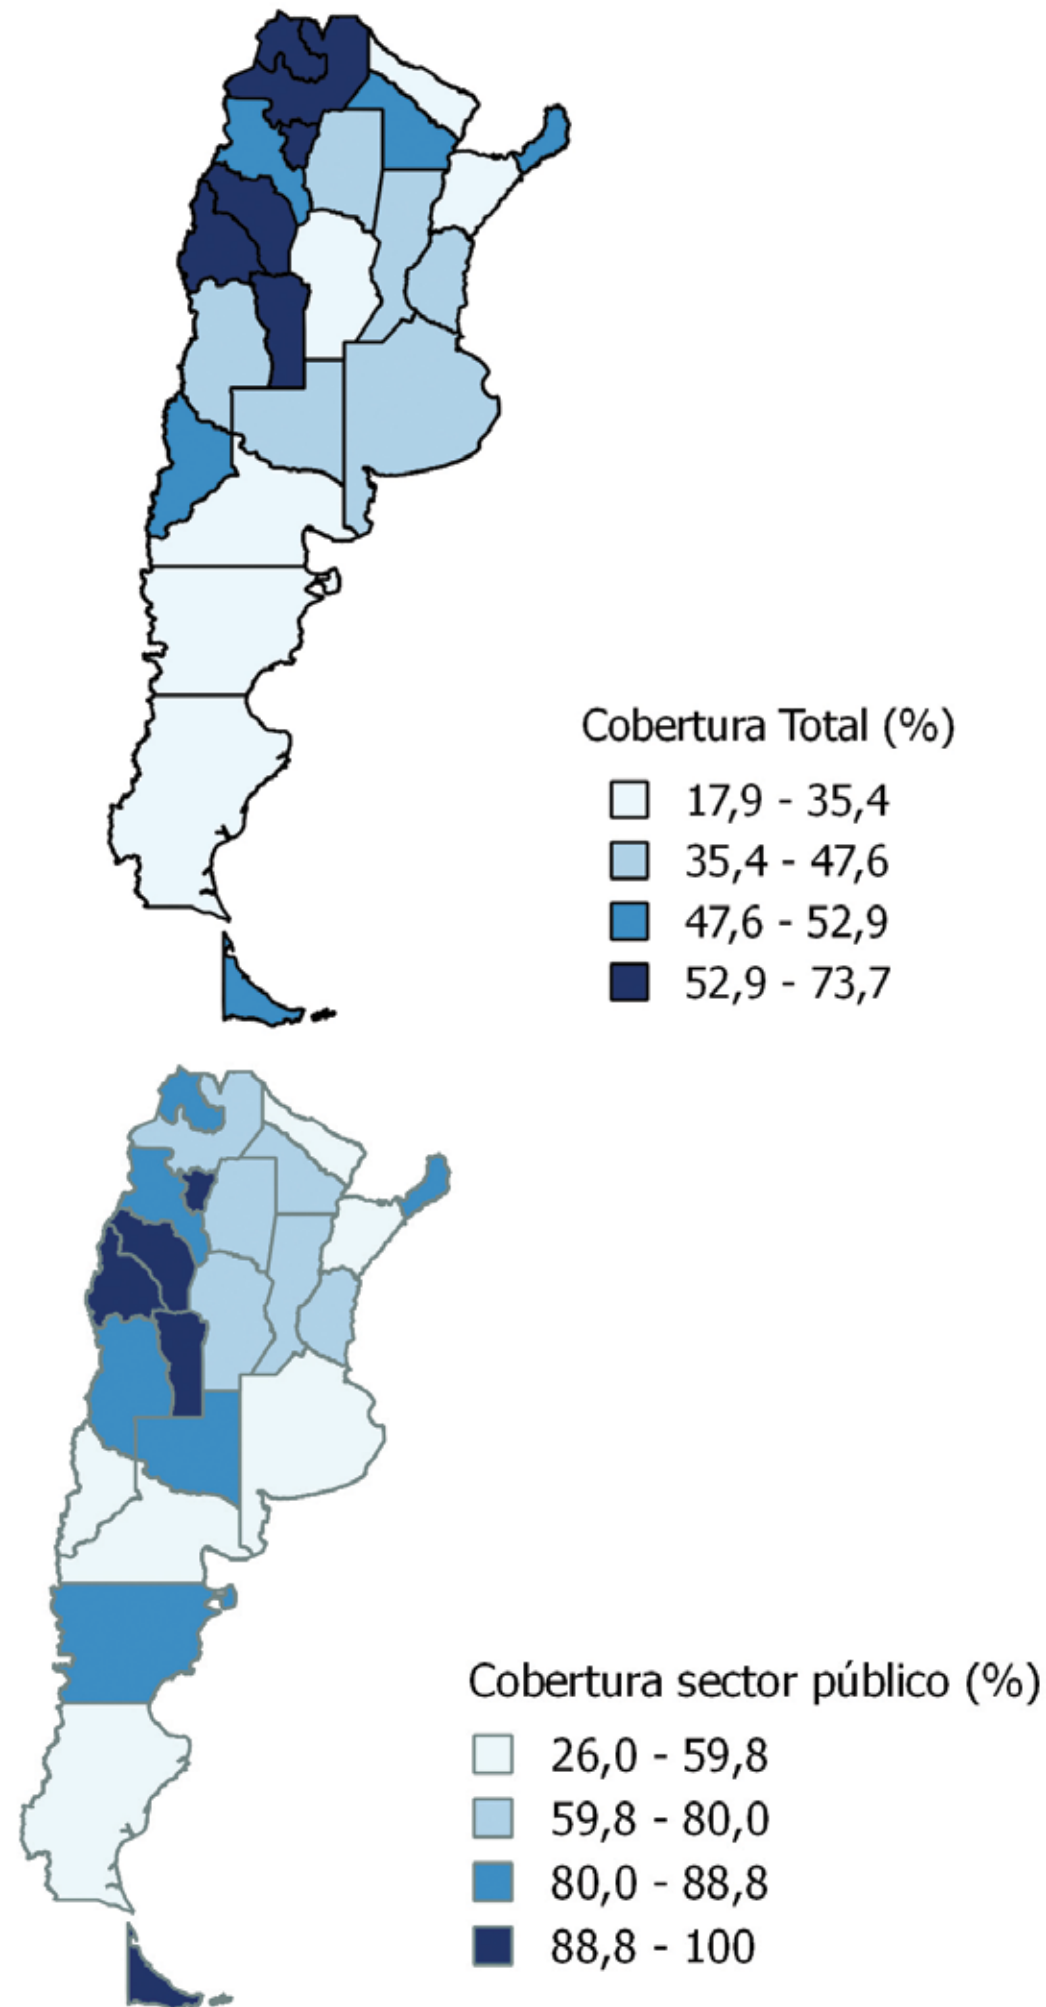 Cobertura Total (%)
17,9 - 35,4
35,4 - 47,6
47,6 - 52,9
52,9 - 73,7
Cobertura sector público (%)
26,0 - 59,8
59,8 - 80,0
80,0 - 88,8
88,8 - 100